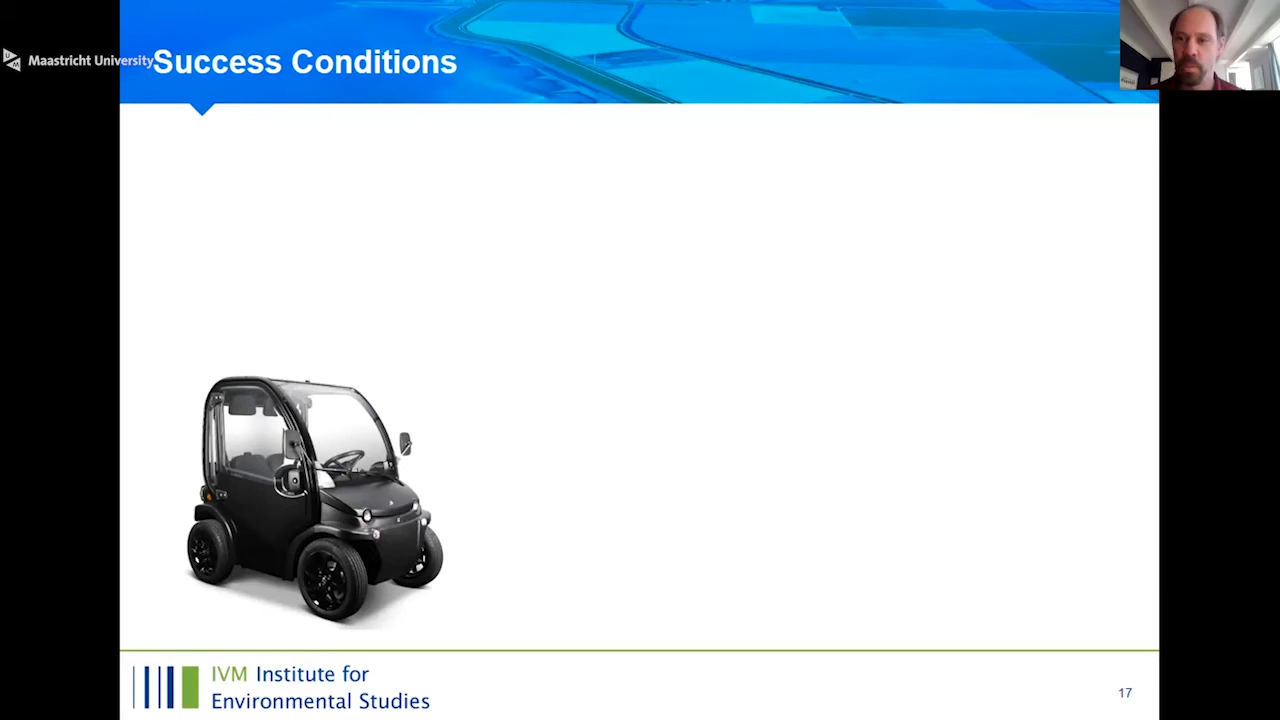 Maastricht University
Success Conditions
IVM Institute for
Environmental Studies
17